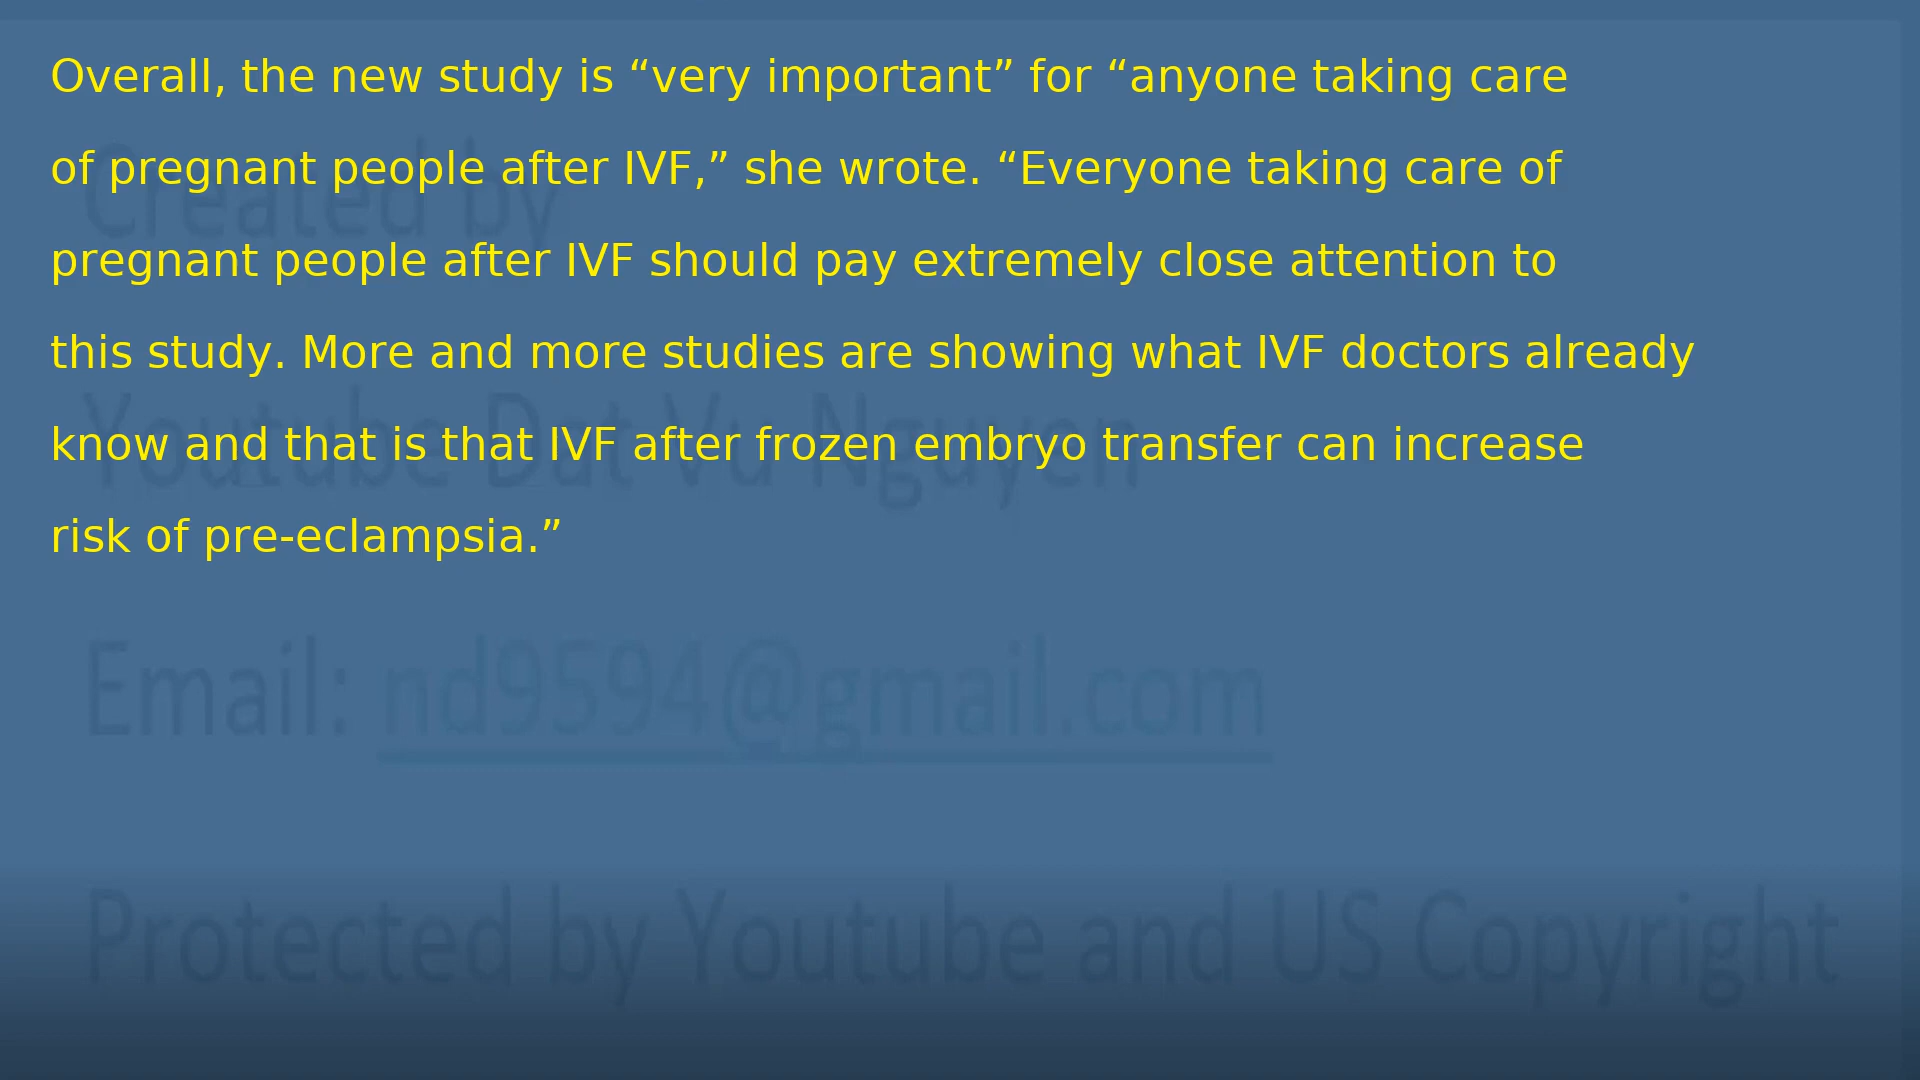 Overall, the new study is “very important” for “anyone taking care
of pregnant people after IVF,” she wrote. “Everyone taking care of
pregnant people after IVF should pay extremely close attention to
this study. More and more studies are showing what IVF doctors already
know and that is that IVF after frozen embryo transfer can increase
risk of pre-eclampsia.”
Created by
Youtube Dat Vu Nguyen
Email: nd9594@gmail.com
Protected by Youtube and US Copyright